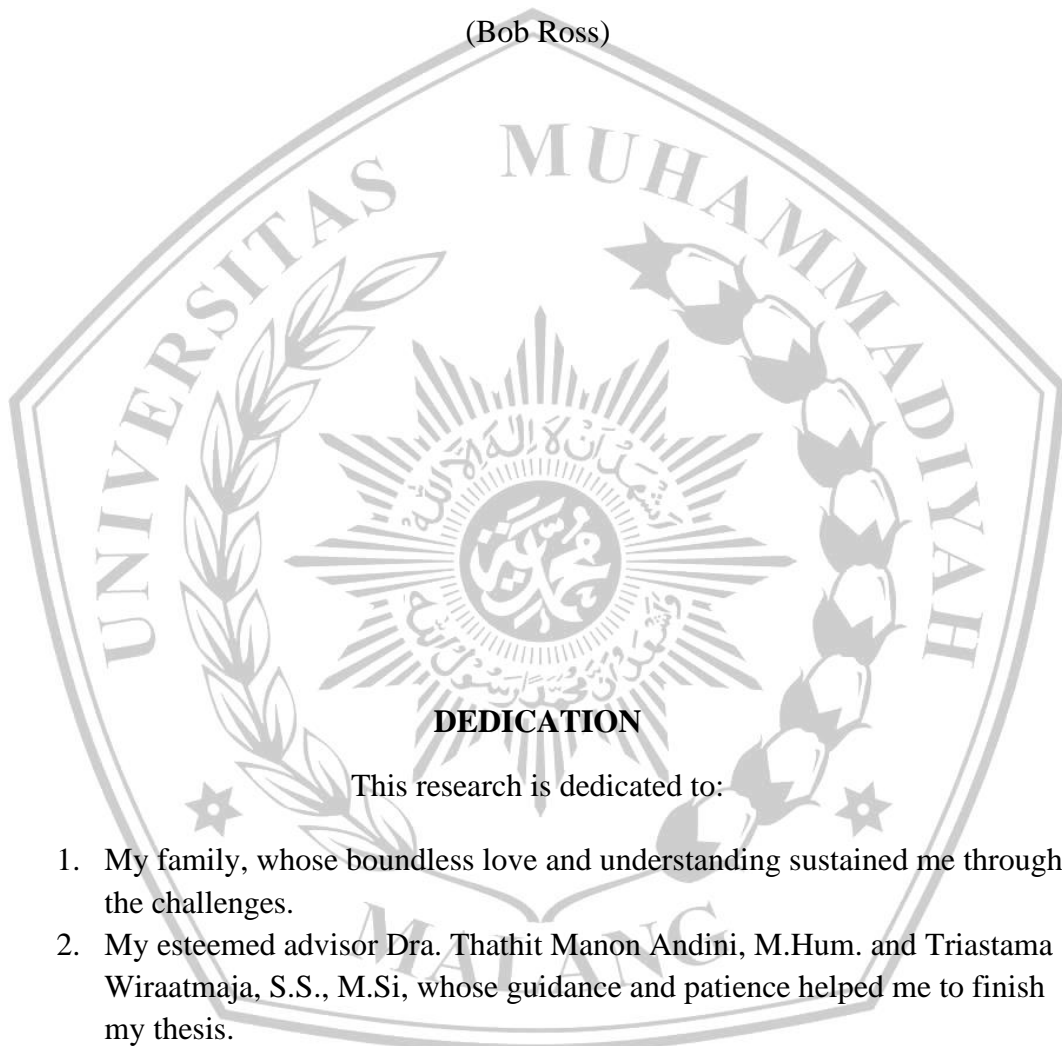 (Bob Ross)
UNIVERSITAS MUHAMMADIYAH
MALANG
DEDICATION
This research is dedicated to:
1. My family, whose boundless love and understanding sustained me through
the challenges.
2. My esteemed advisor Dra. Thathit Manon Andini, M.Hum. and Triastama
Wiraatmaja, S.S., M.Si, whose guidance and patience helped me to finish
my thesis.